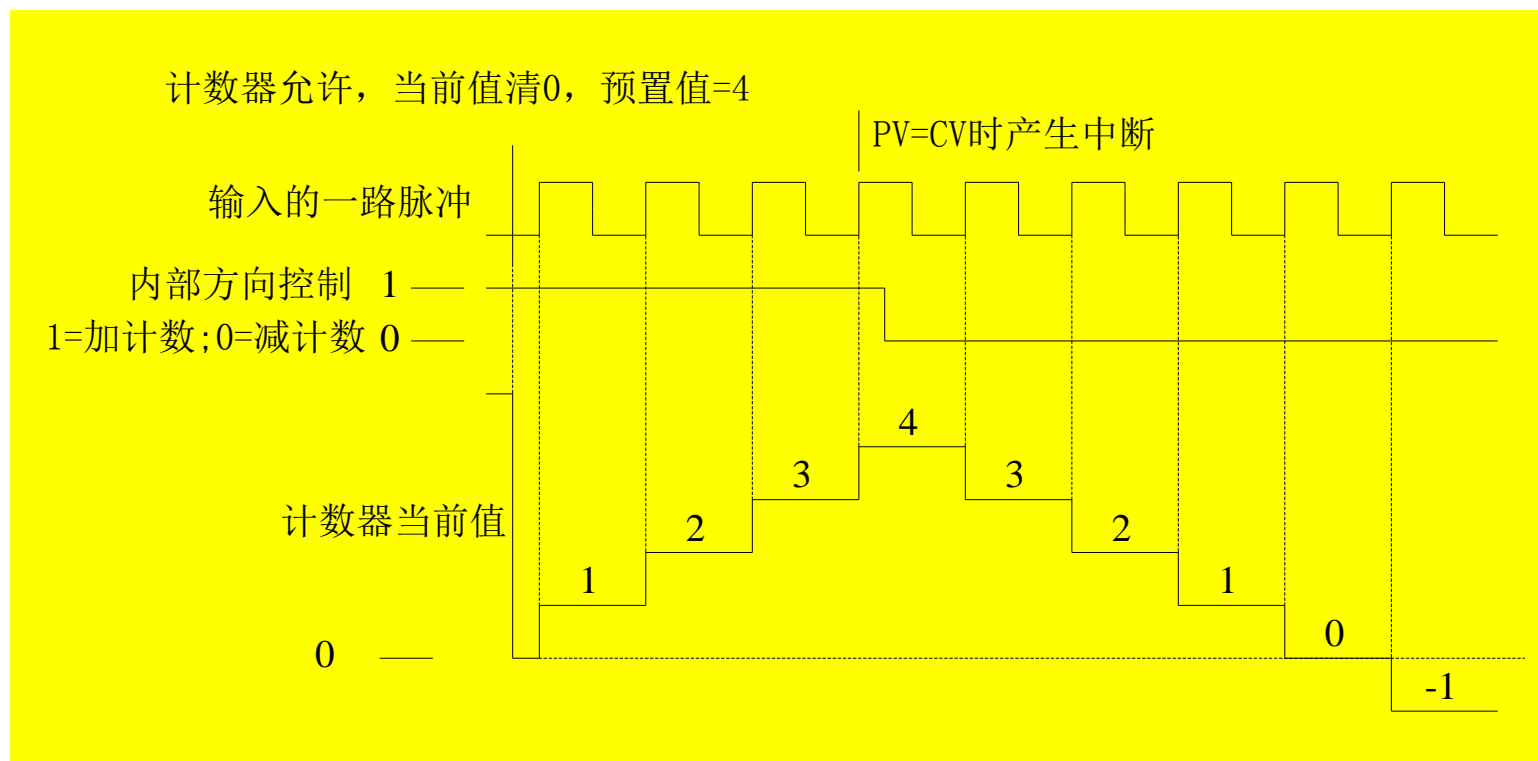 计数器允许，当前值清0，预置值=4
PV=CV时产生中断
输入的一路脉冲
内部方向控制 1
1=加计数;0=减计数 0
4
3 3
计数器当前值
2 2
1 1
0 0
-1